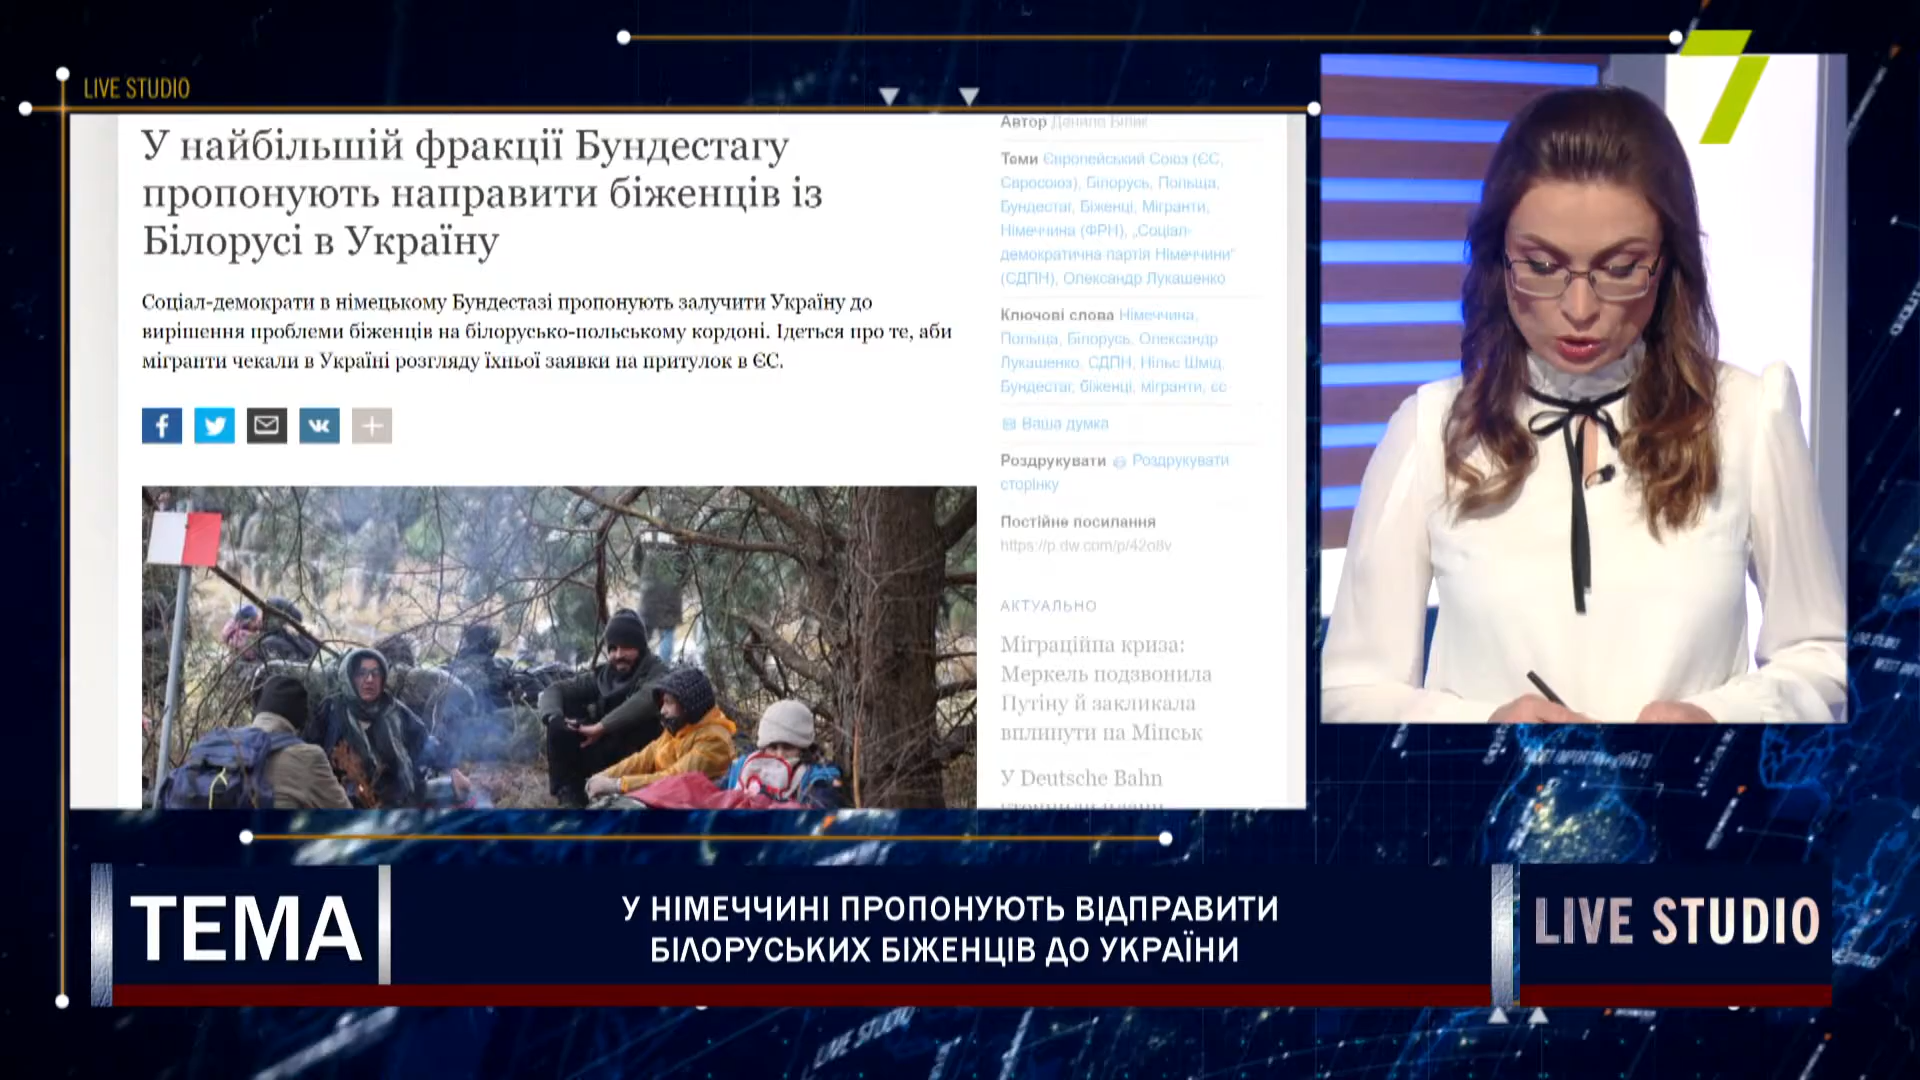 LIVE STUDIO
7
У найбільшій фракції Бундестагу
пропонують направити біженців із
Білорусі в Україну
Соціал-демократи в німецькому Бундестазі пропонують залучити Україну до
вирішення проблеми біженців на білорусько-польському кордоні. Ідеться про те, аби
мігранти чекали в Україні розгляду їхньої заявки на притулок в ЄС.
Автор Данило Білик
Теми Європейський Союз (ЄС,
Євросоюз), Білорусь, Польща,
Бундестаг, Біженці, Мігранти,
Німеччина (ФРН), „Соціал-
демократична партія Німеччини"
(СДПН), Олександр Лукашенко
Ключові слова Німеччина,
Польща, Білорусь, Олександр
Лукашенко, СДПН, Нільс Шмід,
Бундестаг, біженці, мігранти, єс
Ваша думка
Роздрукувати Роздрукувати
сторінку
Постійне посилання
https://p.dw.com/p/42o8v
АКТУАЛЬНО
Міграційна криза:
Меркель подзвонила
Путіну й закликала
вплинути на Мінськ
У Deutsche Bahn
ТЕМА
У НІМЕЧЧИНІ ПРОПОНУЮТЬ ВІДПРАВИТИ
БІЛОРУСЬКИХ БІЖЕНЦІВ ДО УКРАЇНИ
LIVE STUDIO
LIVE STUDIO